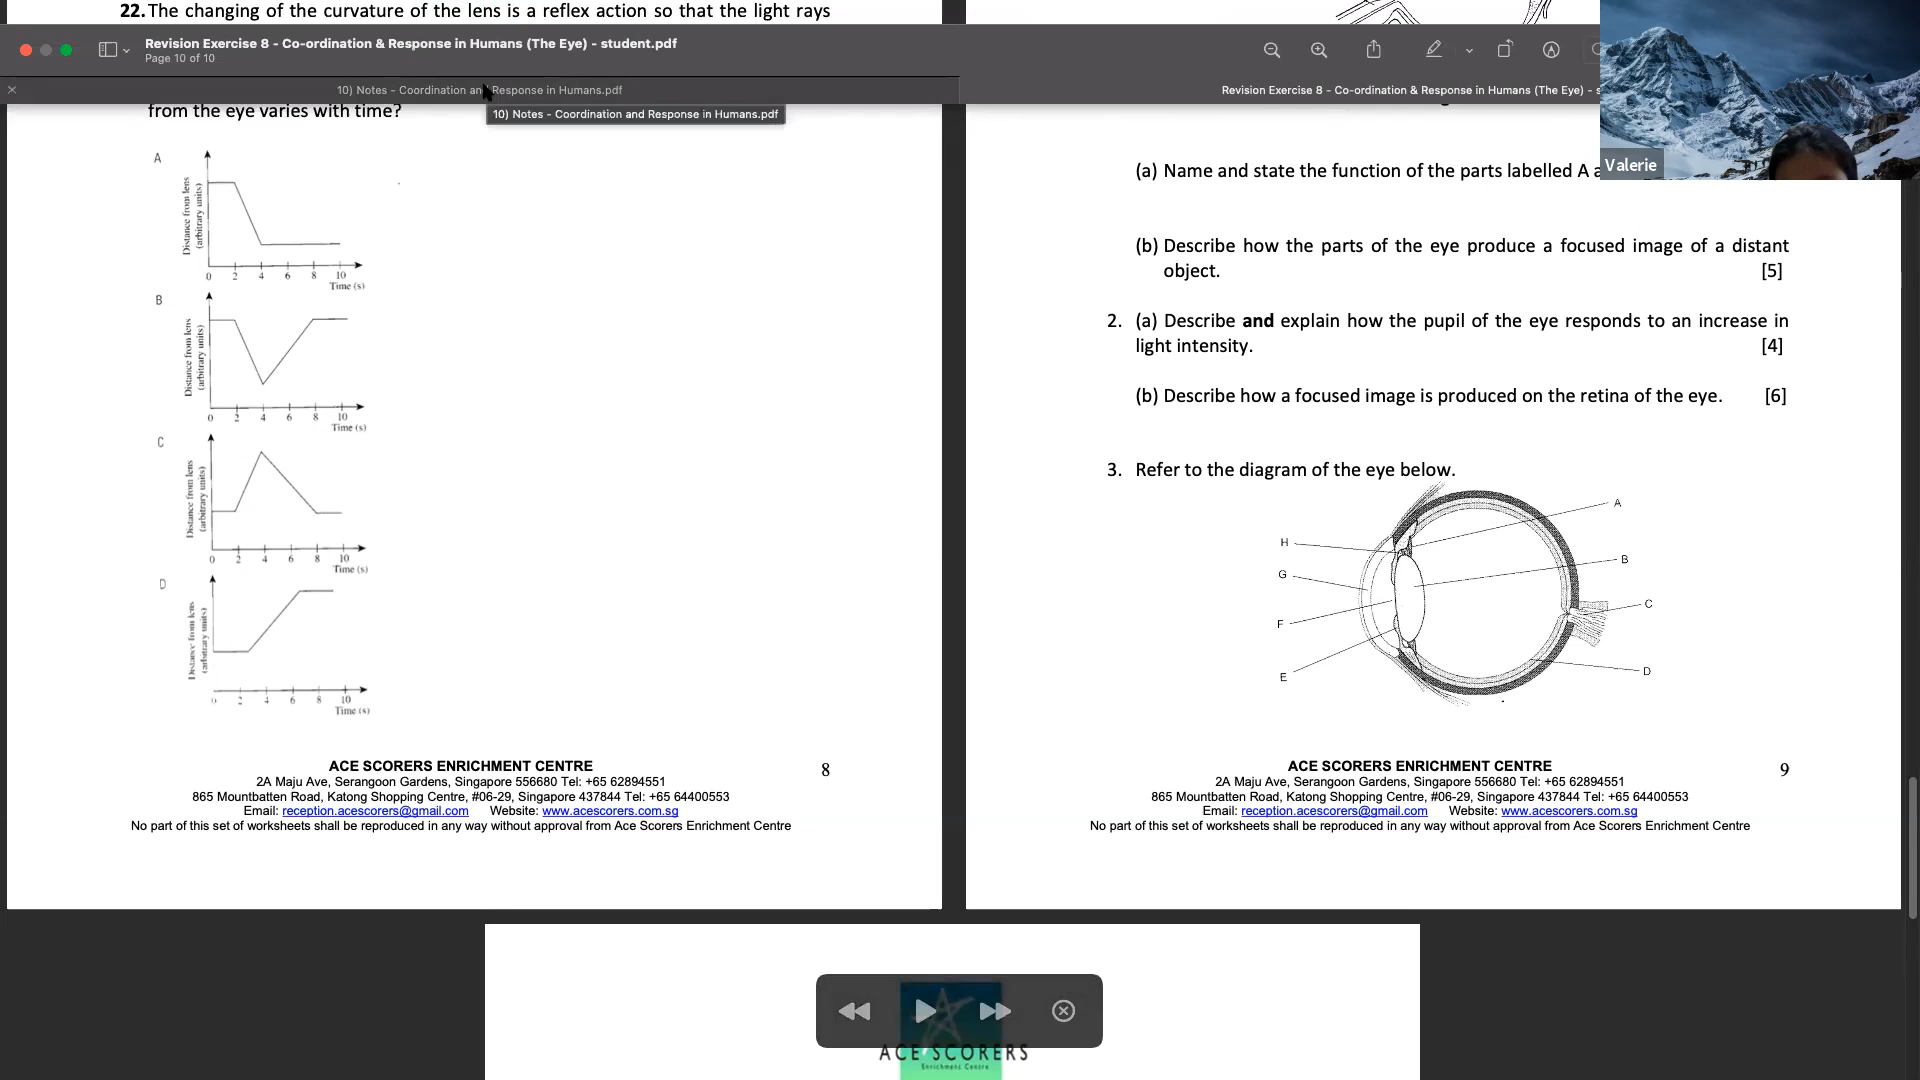 22. The changing of the curvature of the lens is a reflex action so that the light rays
Revision Exercise 8 - Co-ordination & Response in Humans (The Eye) - student.pdf
Page 10 of 10
10) Notes - Coordination and Response in Humans.pdf
Revision Exercise 8 - Co-ordination & Response in Humans (The Eye) - s
10) Notes - Coordination and Response in Humans.pdf
Valerie
from the eye varies with time?
A
Distance from lens
(arbitrary units)
0 2 4 6 8 10
Time (s)
B
Distance from lens
(arbitrary units)
0 2 4 6 8 10
Time (s)
C
Distance from lens
(arbitrary units)
0 2 4 6 8 10
Time (s)
D
Distance from lens
(arbitrary units)
0 2 4 6 8 10
Time (s)
ACE SCORERS ENRICHMENT CENTRE
2A Maju Ave, Serangoon Gardens, Singapore 556680 Tel: +65 62894551
865 Mountbatten Road, Katong Shopping Centre, #06-29, Singapore 437844 Tel: +65 64400553
Email: reception.acescorers@gmail.com Website: www.acescorers.com.sg
No part of this set of worksheets shall be reproduced in any way without approval from Ace Scorers Enrichment Centre
8
(a) Name and state the function of the parts labelled A
(b) Describe how the parts of the eye produce a focused image of a distant
object. [5]
2. (a) Describe and explain how the pupil of the eye responds to an increase in
light intensity. [4]
(b) Describe how a focused image is produced on the retina of the eye. [6]
3. Refer to the diagram of the eye below.
A
H
B
G
C
F
D
E
ACE SCORERS ENRICHMENT CENTRE
2A Maju Ave, Serangoon Gardens, Singapore 556680 Tel: +65 62894551
865 Mountbatten Road, Katong Shopping Centre, #06-29, Singapore 437844 Tel: +65 64400553
Email: reception.acescorers@gmail.com Website: www.acescorers.com.sg
No part of this set of worksheets shall be reproduced in any way without approval from Ace Scorers Enrichment Centre
9
ACE SCORERS
Enrichment Centre